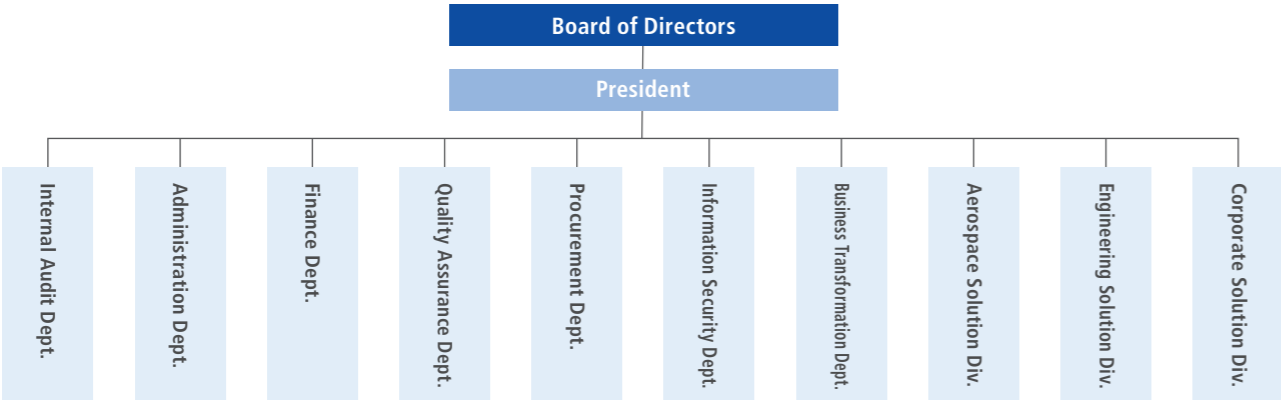 Board of Directors
President
Internal Audit Dept.
Administration Dept.
Finance Dept.
Quality Assurance Dept.
Procurement Dept.
Information Security Dept.
Business Transformation Dept.
Aerospace Solution Div.
Engineering Solution Div.
Corporate Solution Div.